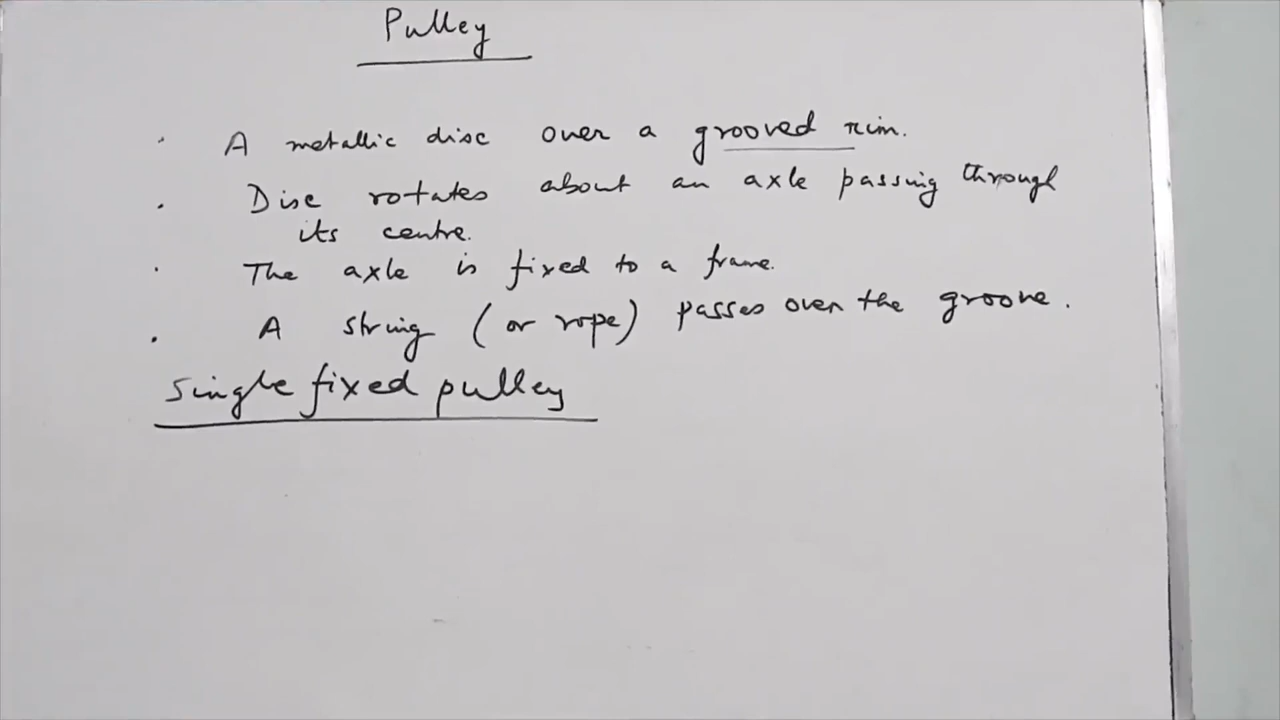 Pulley
. A metallic disc over a grooved rim.
. Disc rotates about an axle passing through
its centre.
. The axle is fixed to a frame.
. A string (or rope) passes over the groove.
Single fixed pulley